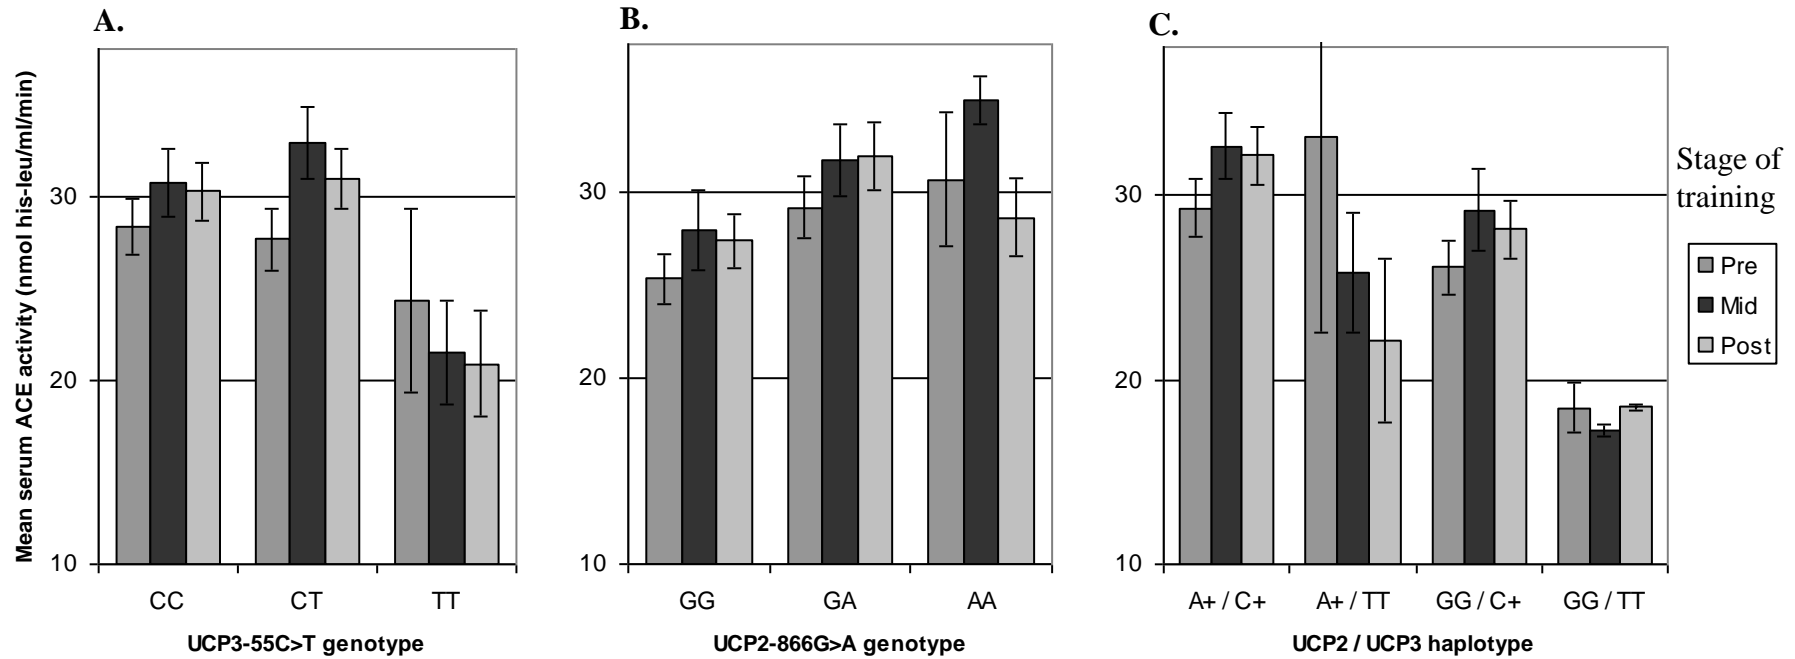 A.
B.
C.
Mean serum ACE activity (nmol his-leu/ml/min)
30
20
10
CC CT TT
UCP3-55C>T genotype
30
20
10
GG GA AA
UCP2-866G>A genotype
30
20
10
A+ / C+ A+ / TT GG / C+ GG / TT
UCP2 / UCP3 haplotype
Stage of
training
Pre
Mid
Post